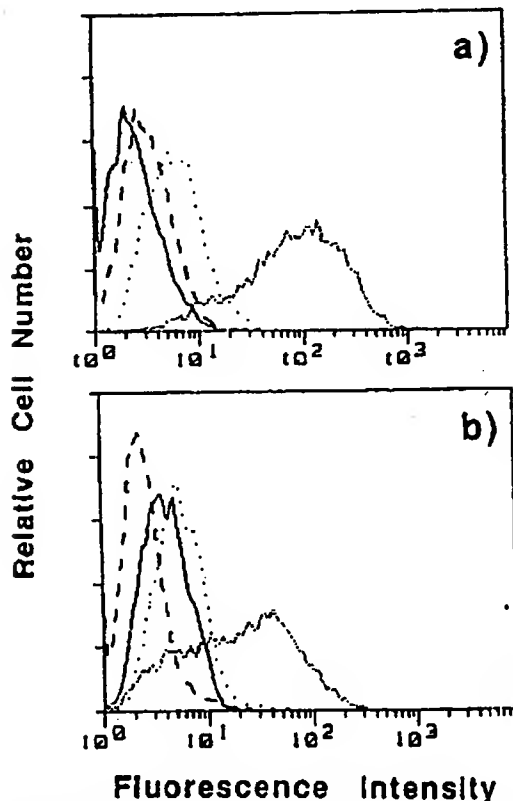 a)
10⁰ 10¹ 10² 10³
b)
10⁰ 10¹ 10² 10³
Relative Cell Number
Fluorescence Intensity